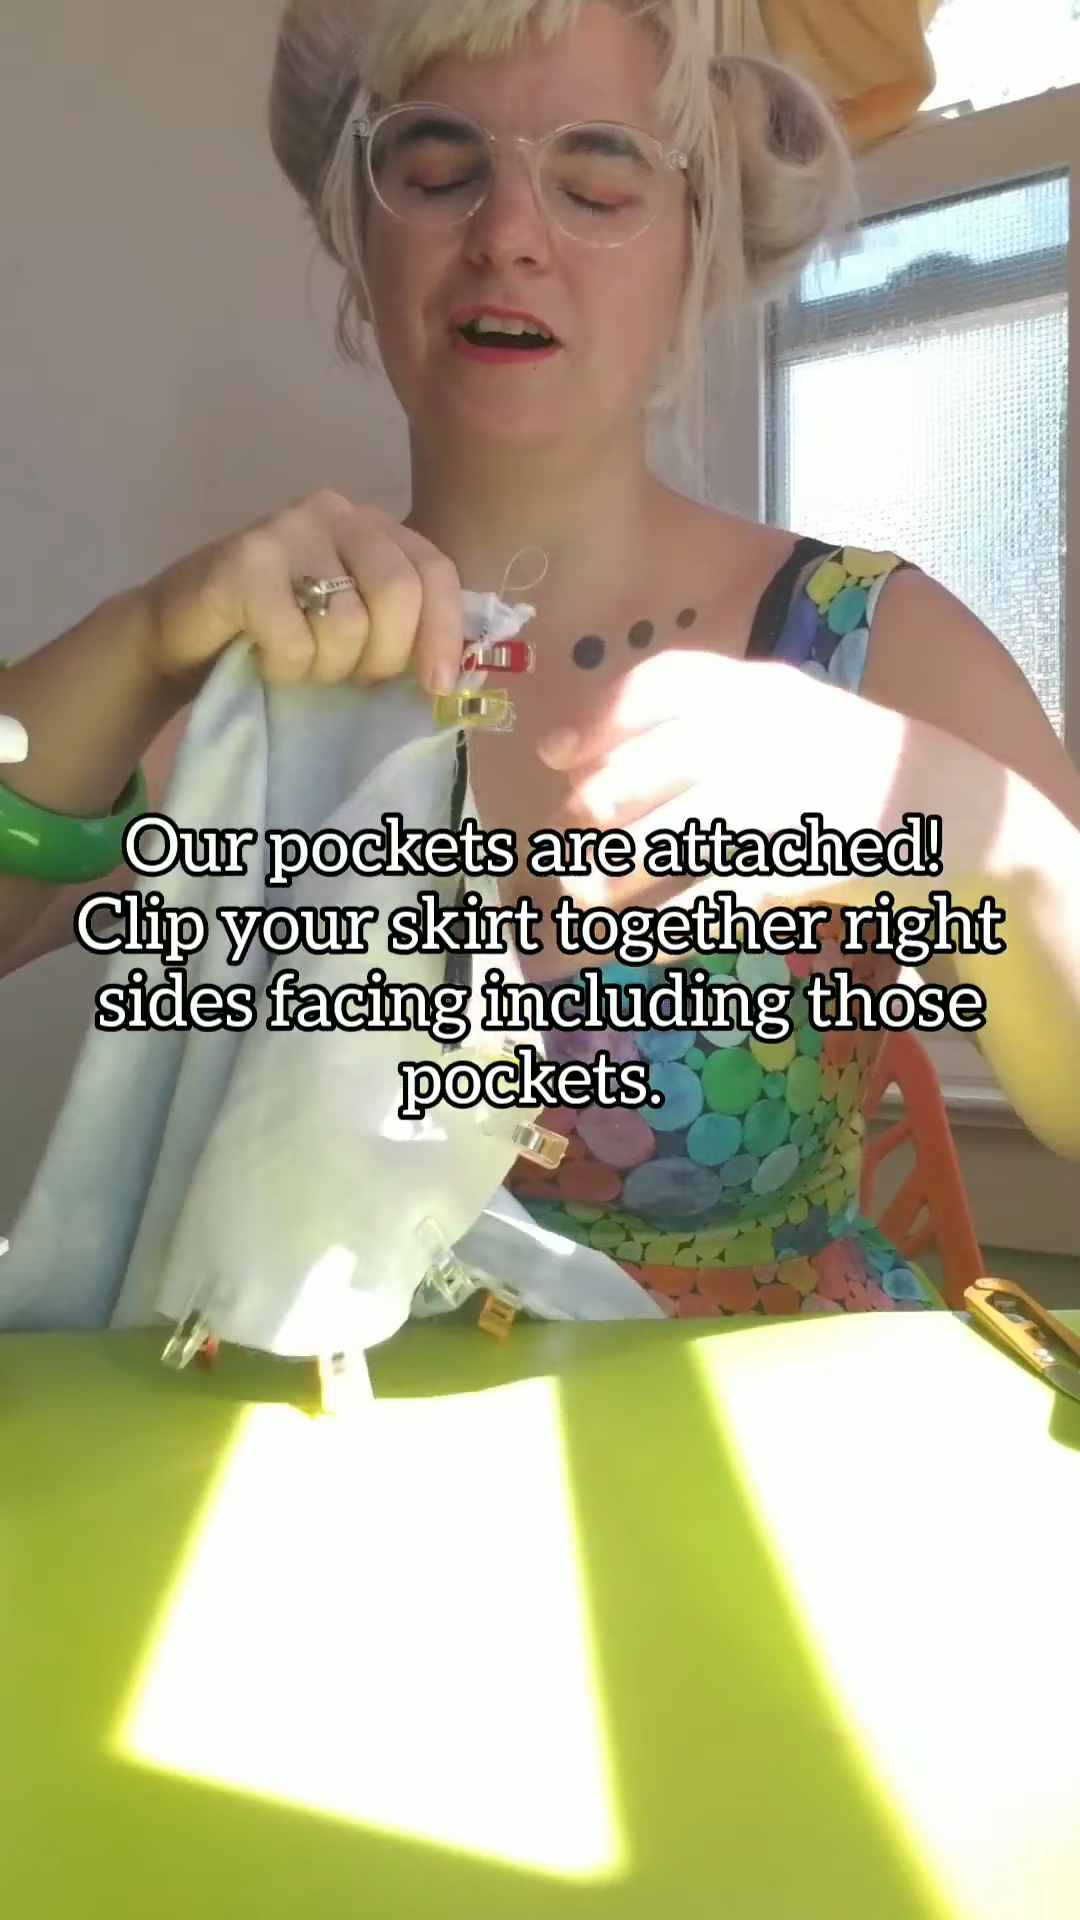 Our pockets are attached!
Clip your skirt together right
sides facing including those
pockets.